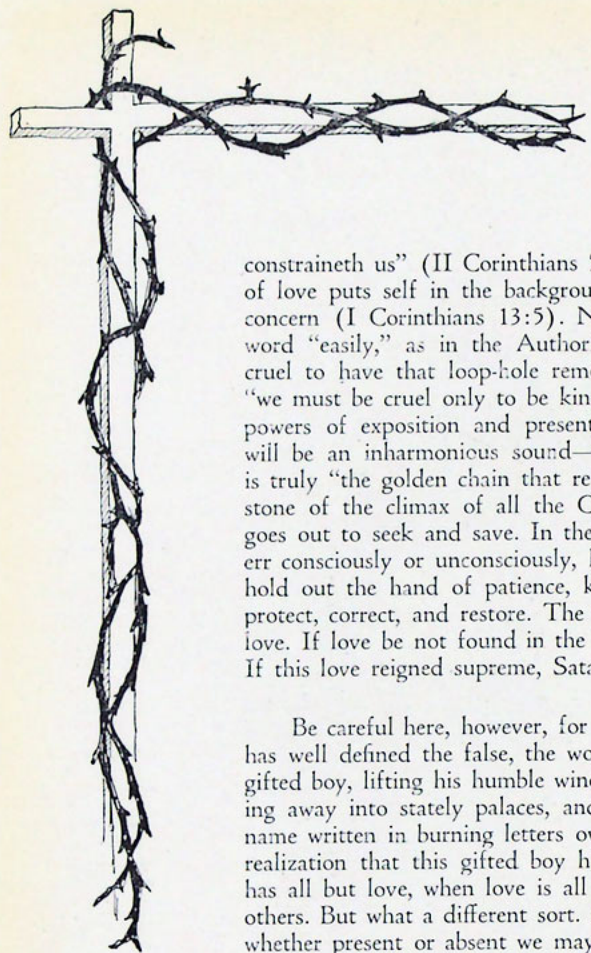 constraineth us” (II Corinthians
of love puts self in the backgrou
concern (I Corinthians 13:5). N
word “easily,” as in the Author
cruel to have that loop-hole rem
“we must be cruel only to be kin
powers of exposition and present
will be an inharmonious sound—
is truly “the golden chain that re
stone of the climax of all the C
goes out to seek and save. In the
err consciously or unconsciously,
hold out the hand of patience, k
protect, correct, and restore. The
love. If love be not found in the
If this love reigned supreme, Sata
Be careful here, however, for
has well defined the false, the wo
gifted boy, lifting his humble wind
ing away into stately palaces, and
name written in burning letters ov
realization that this gifted boy h
has all but love, when love is all
others. But what a different sort.
whether present or absent we may